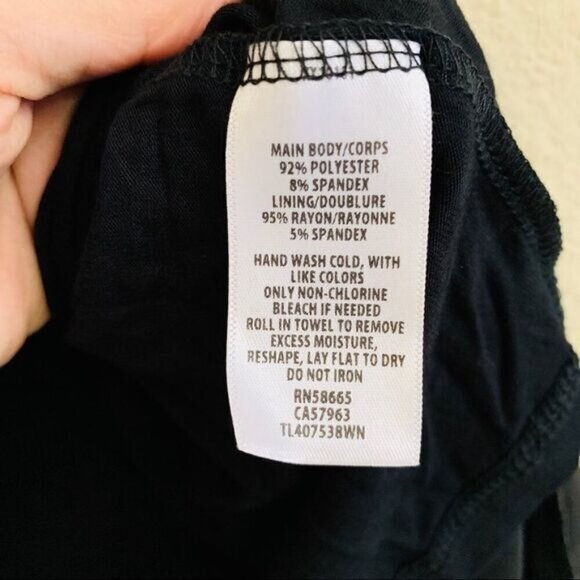 MAIN BODY/CORPS
92% POLYESTER
8% SPANDEX
LINING/DOUBLURE
95% RAYON/RAYONNE
5% SPANDEX
HAND WASH COLD, WITH
LIKE COLORS
ONLY NON-CHLORINE
BLEACH IF NEEDED
ROLL IN TOWEL TO REMOVE
EXCESS MOISTURE,
RESHAPE, LAY FLAT TO DRY
DO NOT IRON
RN58665
CA57963
TL407538WN